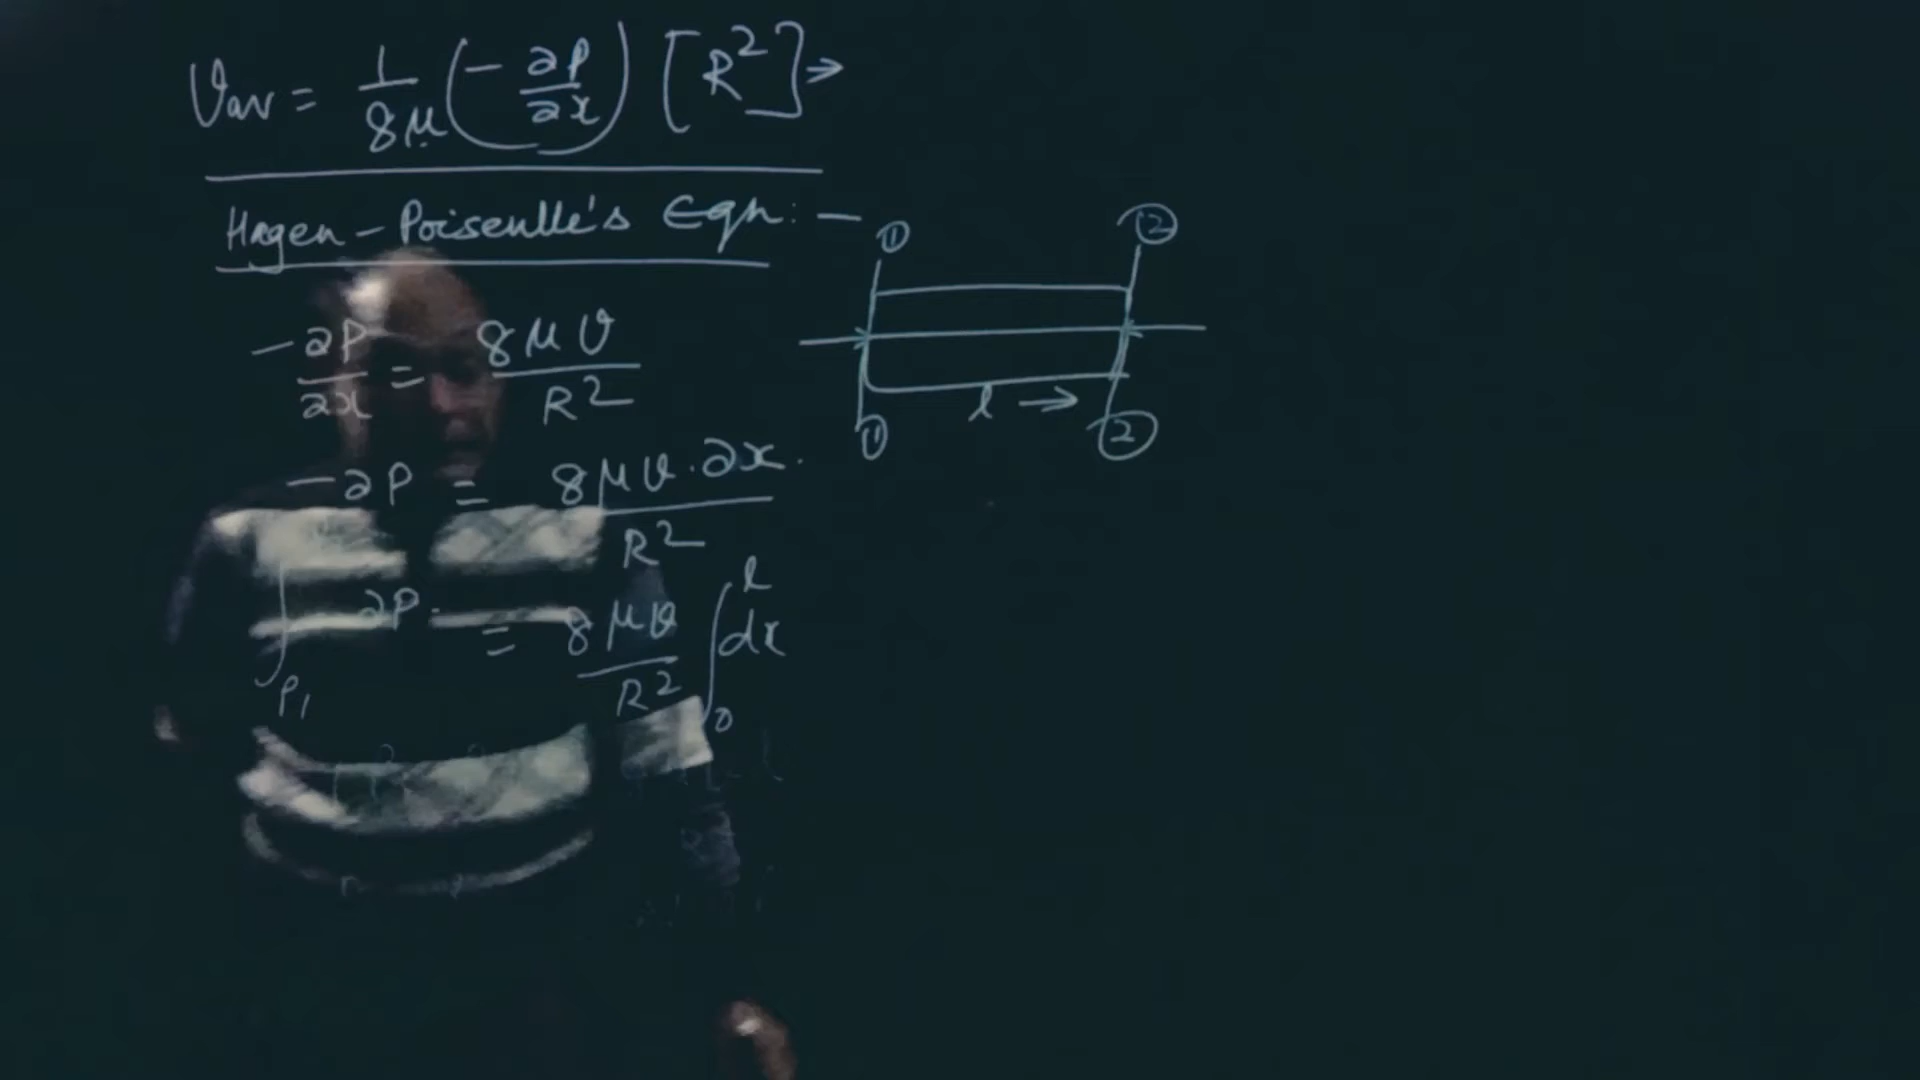 Vav = 1/8μ (-∂P/∂x) [R²] →
Hagen - Poiseulle's Eqn: -
-∂P/∂x = 8μv/R²
-∂P = 8μv.∂x./R²
∫P₁ ∂P. = 8μv/R² ∫₀ˡ dx
① ②
l →
① ②